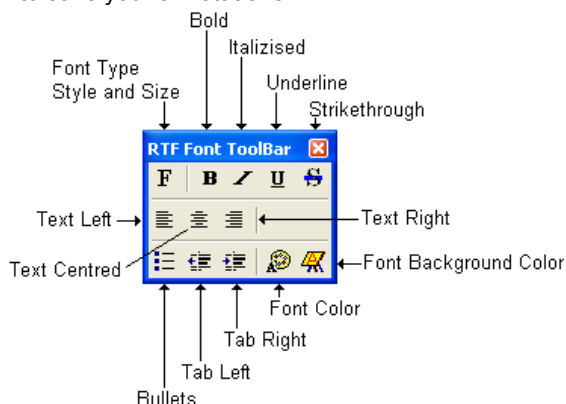 Bold
Italizised
Font Type
Style and Size
Underline
Strikethrough
RTF Font ToolBar
F B I U S
Text Left
Text Right
Text Centred
Font Background Color
Font Color
Tab Right
Tab Left
Bullets